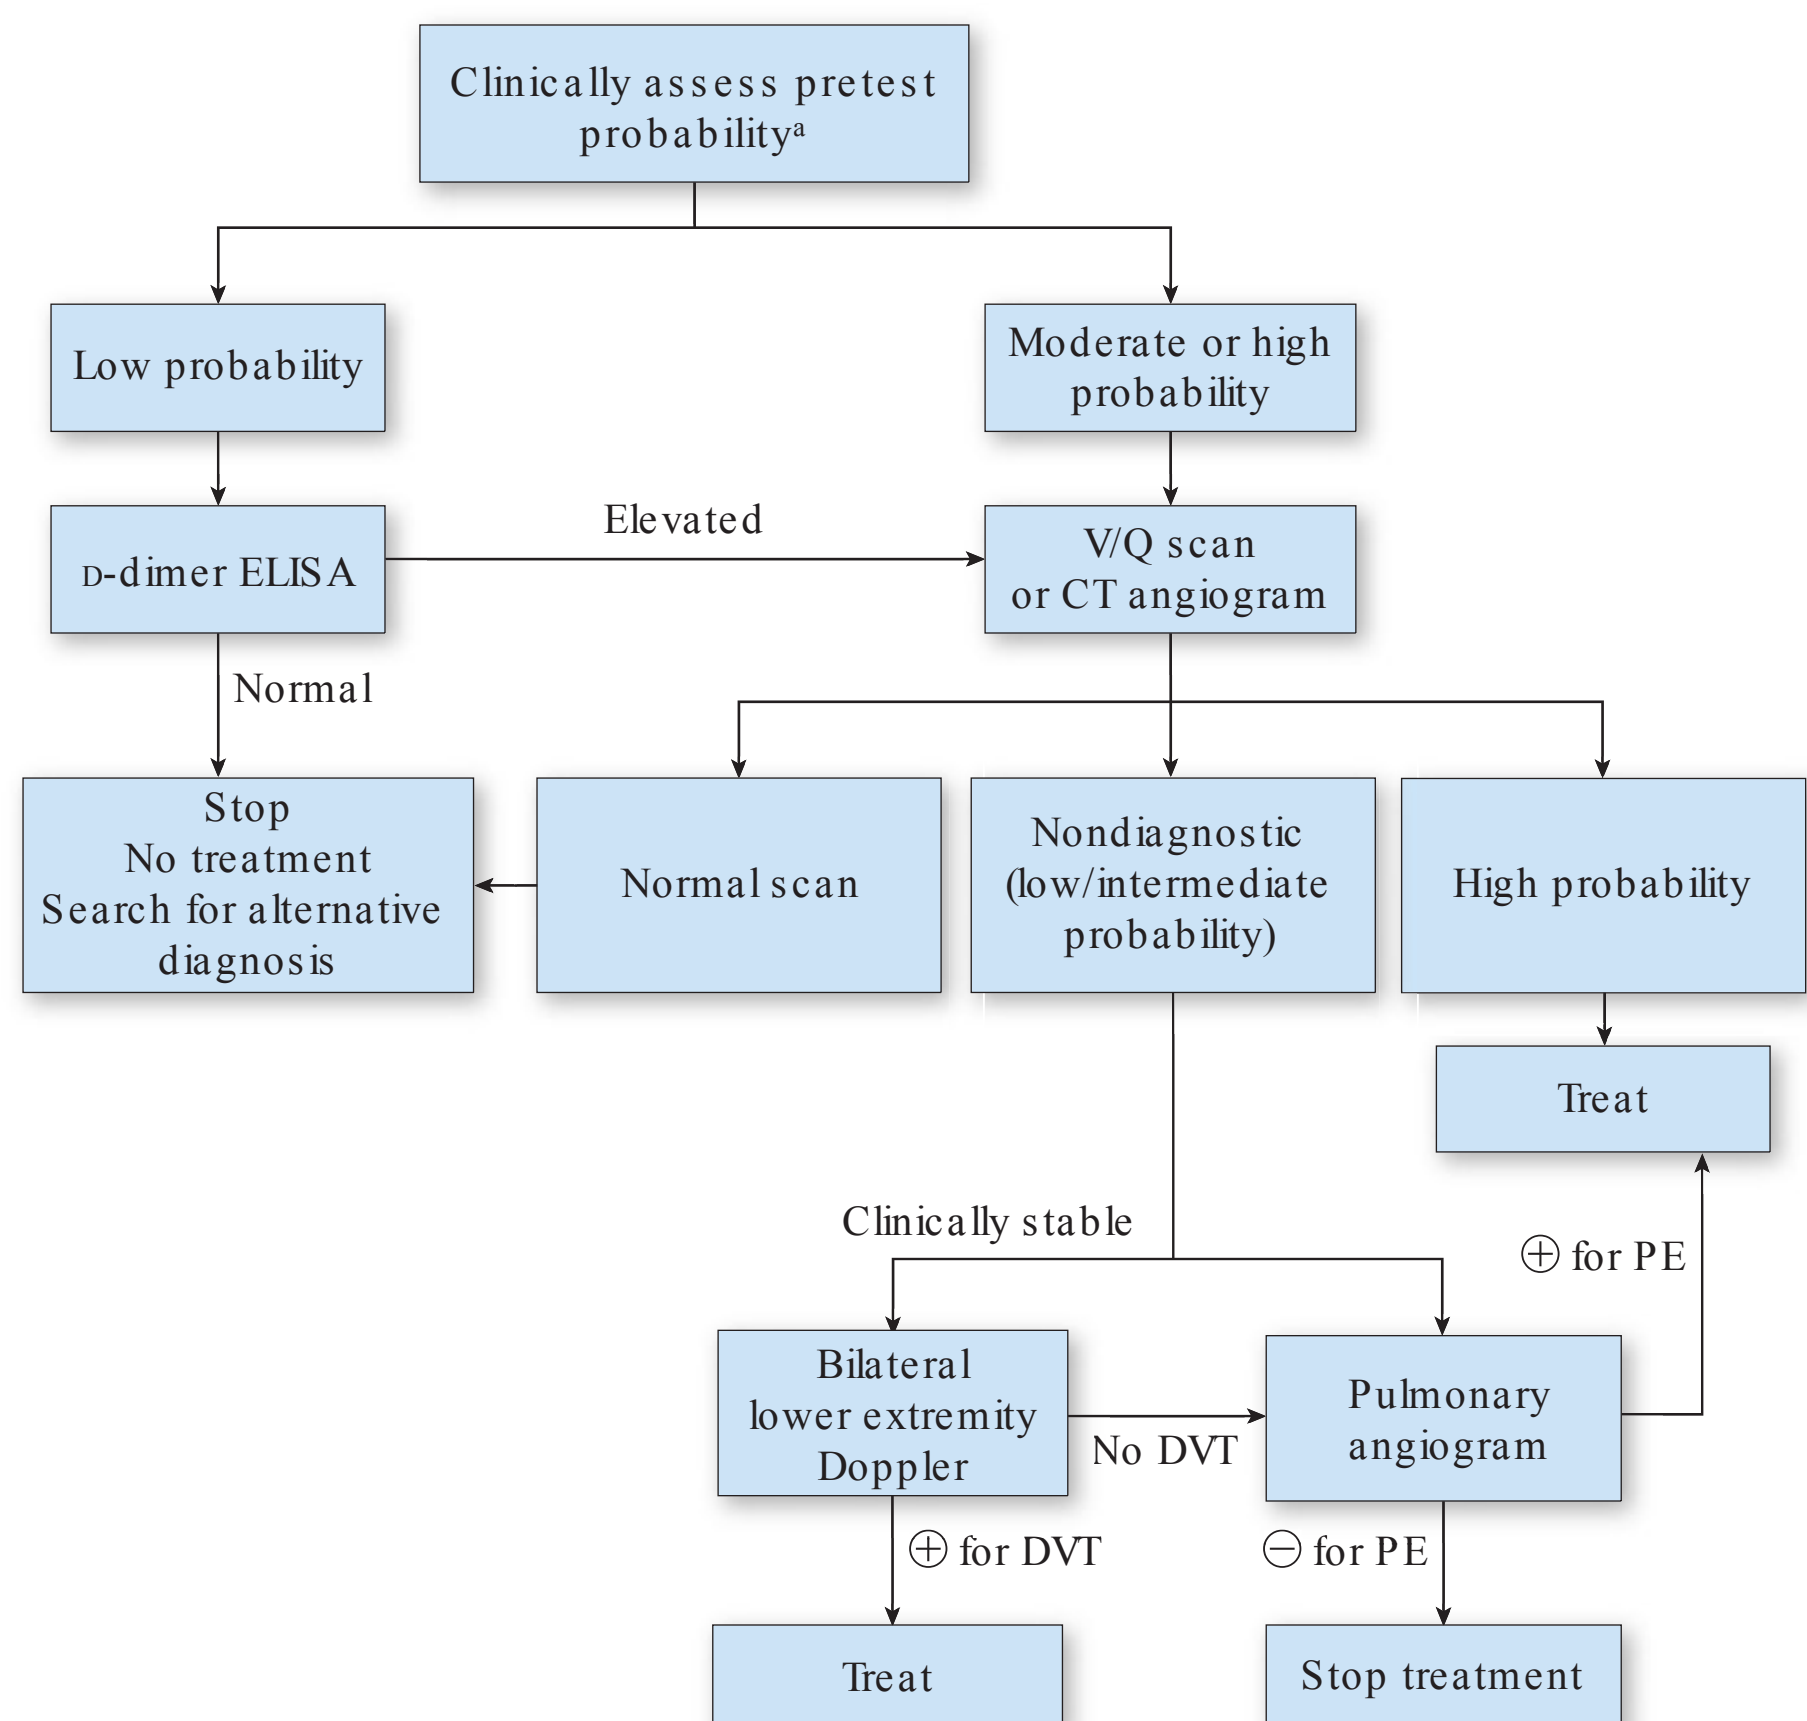 Clinically assess pretest
probabilityᵃ
Low probability
Moderate or high
probability
D-dimer ELISA
Elevated
V/Q scan
or CT angiogram
Normal
Stop
No treatment
Search for alternative
diagnosis
Normal scan
Nondiagnostic
(low/intermediate
probability)
High probability
Treat
Clinically stable
⊕ for PE
Bilateral
lower extremity
Doppler
No DVT
Pulmonary
angiogram
⊕ for DVT
⊖ for PE
Treat
Stop treatment